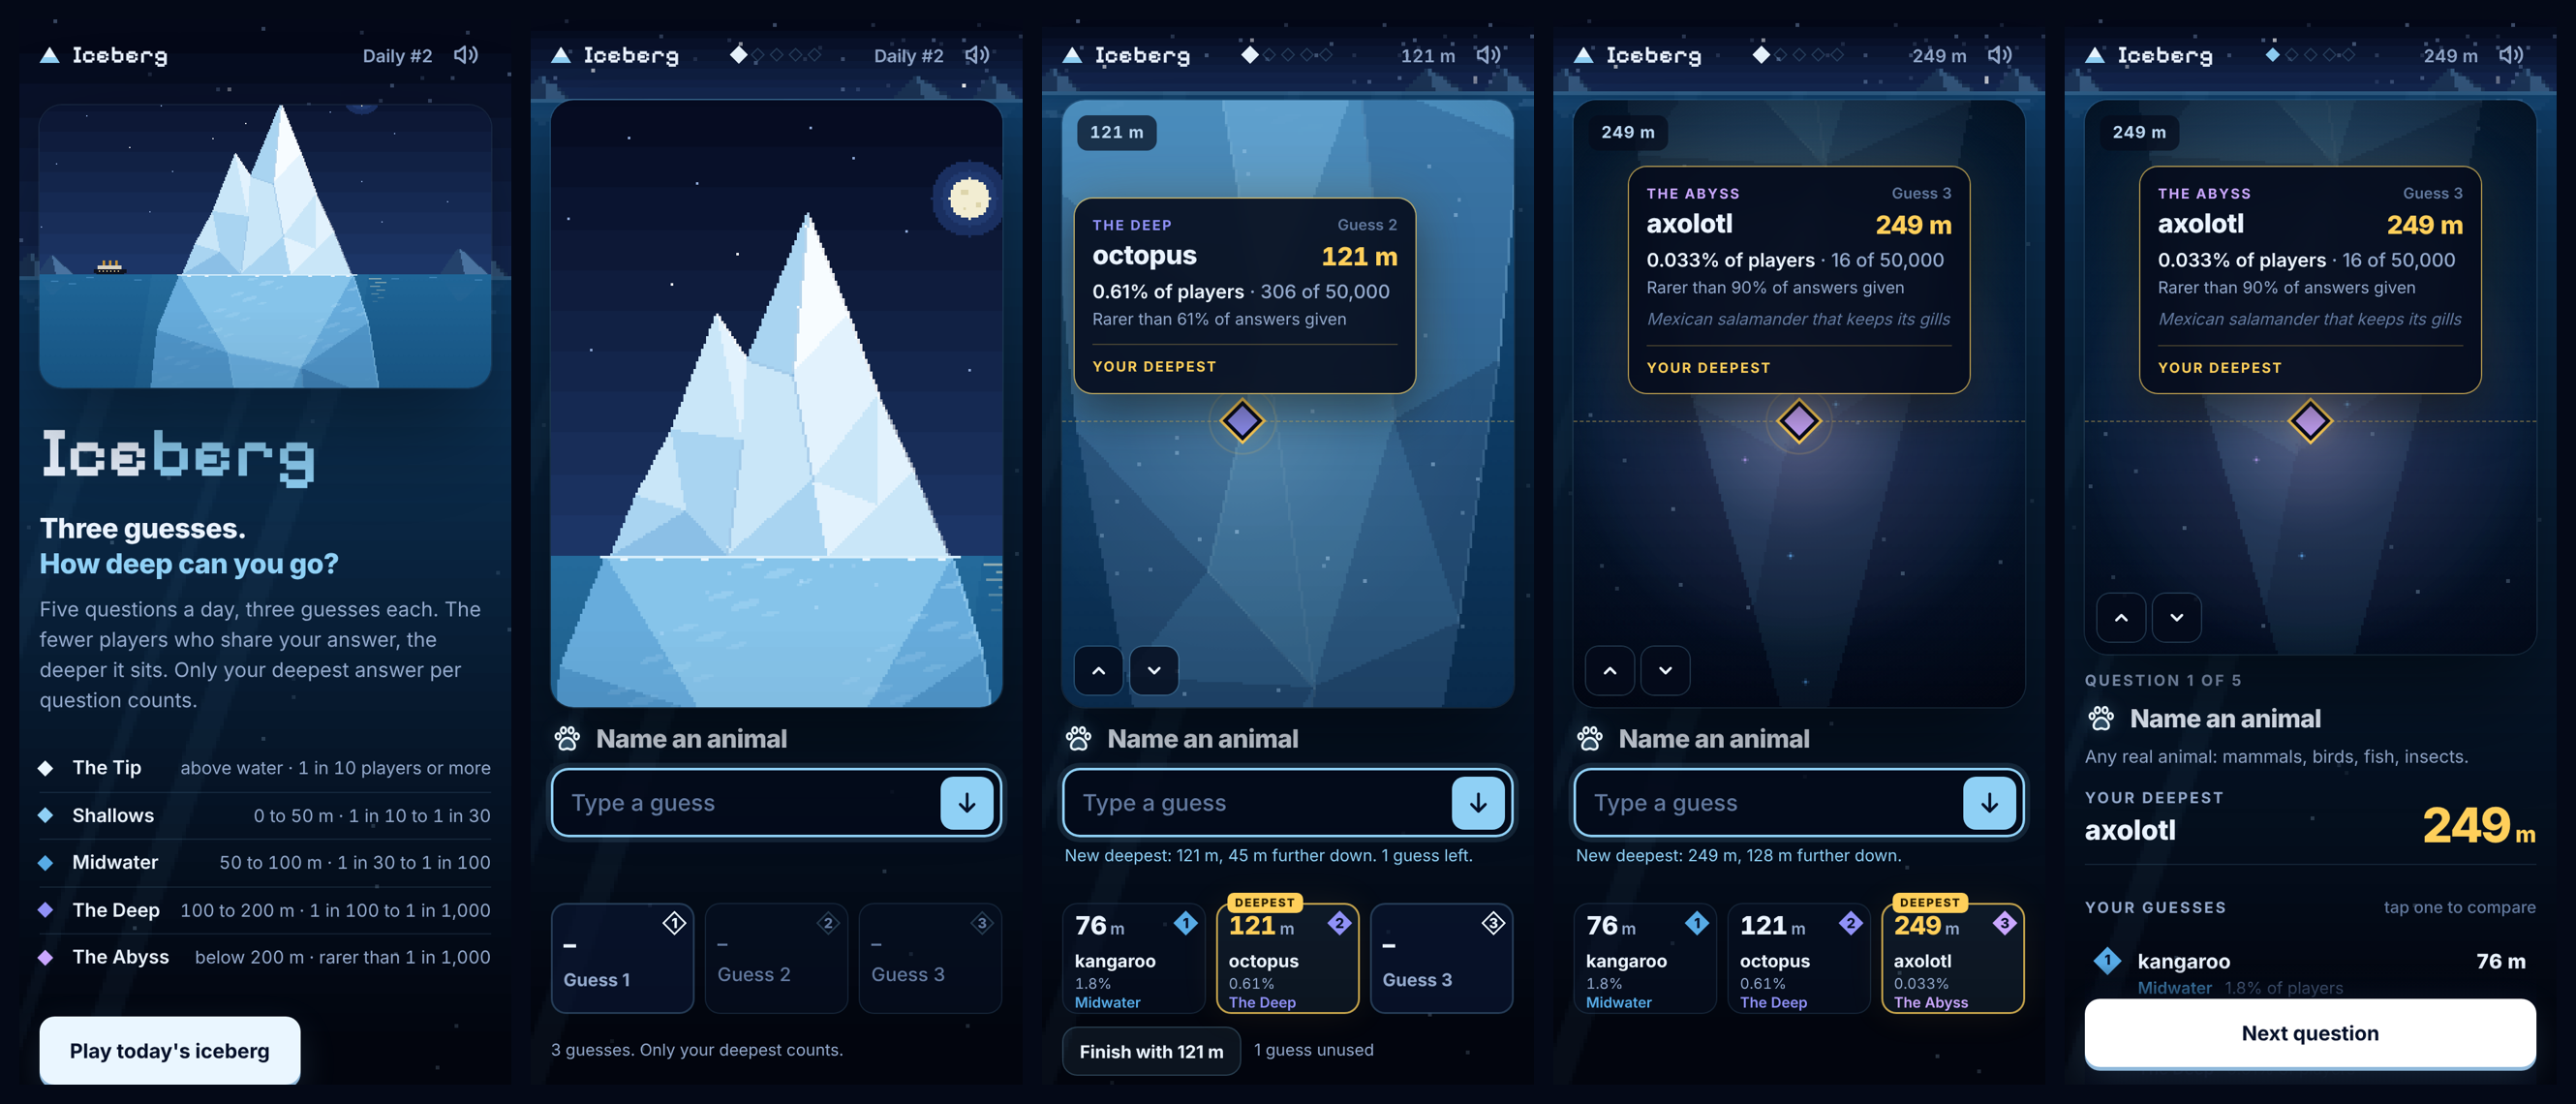 Iceberg
Daily #2
Iceberg
Three guesses.
How deep can you go?
Five questions a day, three guesses each. The
fewer players who share your answer, the
deeper it sits. Only your deepest answer per
question counts.
The Tip above water · 1 in 10 players or more
Shallows 0 to 50 m · 1 in 10 to 1 in 30
Midwater 50 to 100 m · 1 in 30 to 1 in 100
The Deep 100 to 200 m · 1 in 100 to 1 in 1,000
The Abyss below 200 m · rarer than 1 in 1,000
Play today's iceberg
Iceberg
Daily #2
Name an animal
Type a guess
1
–
Guess 1
2
–
Guess 2
3
–
Guess 3
3 guesses. Only your deepest counts.
Iceberg
121 m
121 m
THE DEEP Guess 2
octopus 121 m
0.61% of players · 306 of 50,000
Rarer than 61% of answers given
YOUR DEEPEST
Name an animal
Type a guess
New deepest: 121 m, 45 m further down. 1 guess left.
76 m 1
kangaroo
1.8%
Midwater
DEEPEST
121 m 2
octopus
0.61%
The Deep
3
–
Guess 3
Finish with 121 m 1 guess unused
Iceberg
249 m
249 m
THE ABYSS Guess 3
axolotl 249 m
0.033% of players · 16 of 50,000
Rarer than 90% of answers given
Mexican salamander that keeps its gills
YOUR DEEPEST
Name an animal
Type a guess
New deepest: 249 m, 128 m further down.
76 m 1
kangaroo
1.8%
Midwater
121 m 2
octopus
0.61%
The Deep
DEEPEST
249 m 3
axolotl
0.033%
The Abyss
Iceberg
249 m
249 m
THE ABYSS Guess 3
axolotl 249 m
0.033% of players · 16 of 50,000
Rarer than 90% of answers given
Mexican salamander that keeps its gills
YOUR DEEPEST
QUESTION 1 OF 5
Name an animal
Any real animal: mammals, birds, fish, insects.
YOUR DEEPEST
axolotl 249 m
YOUR GUESSES tap one to compare
1 kangaroo 76 m
Midwater 1.8% of players
Next question